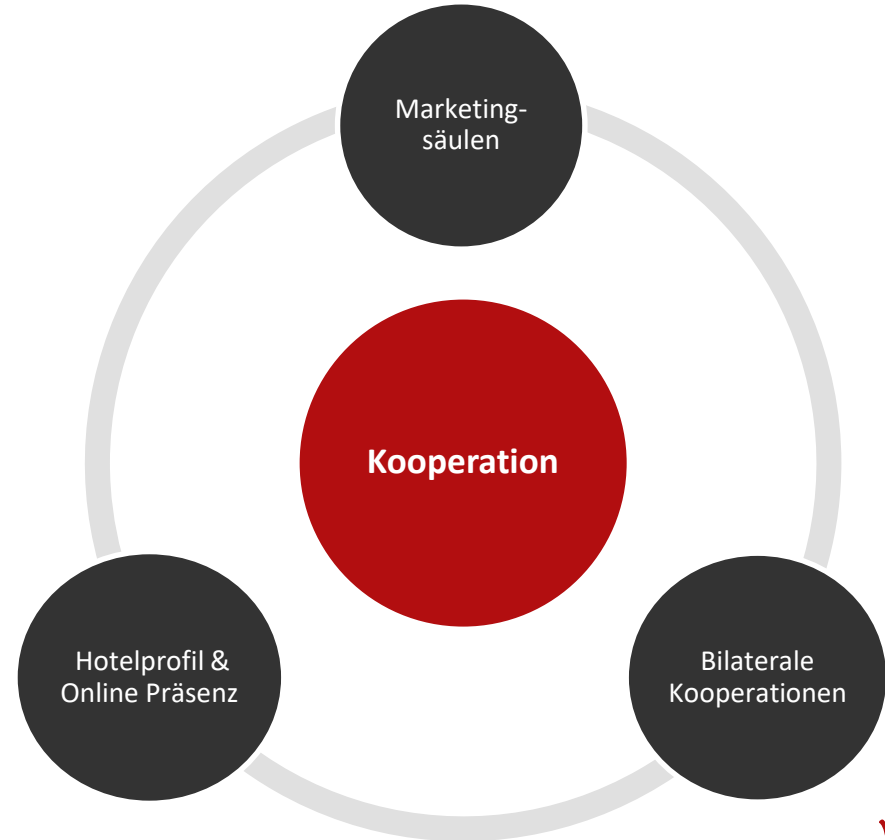 Marketing-
säulen
Kooperation
Hotelprofil &
Online Präsenz
Bilaterale
Kooperationen